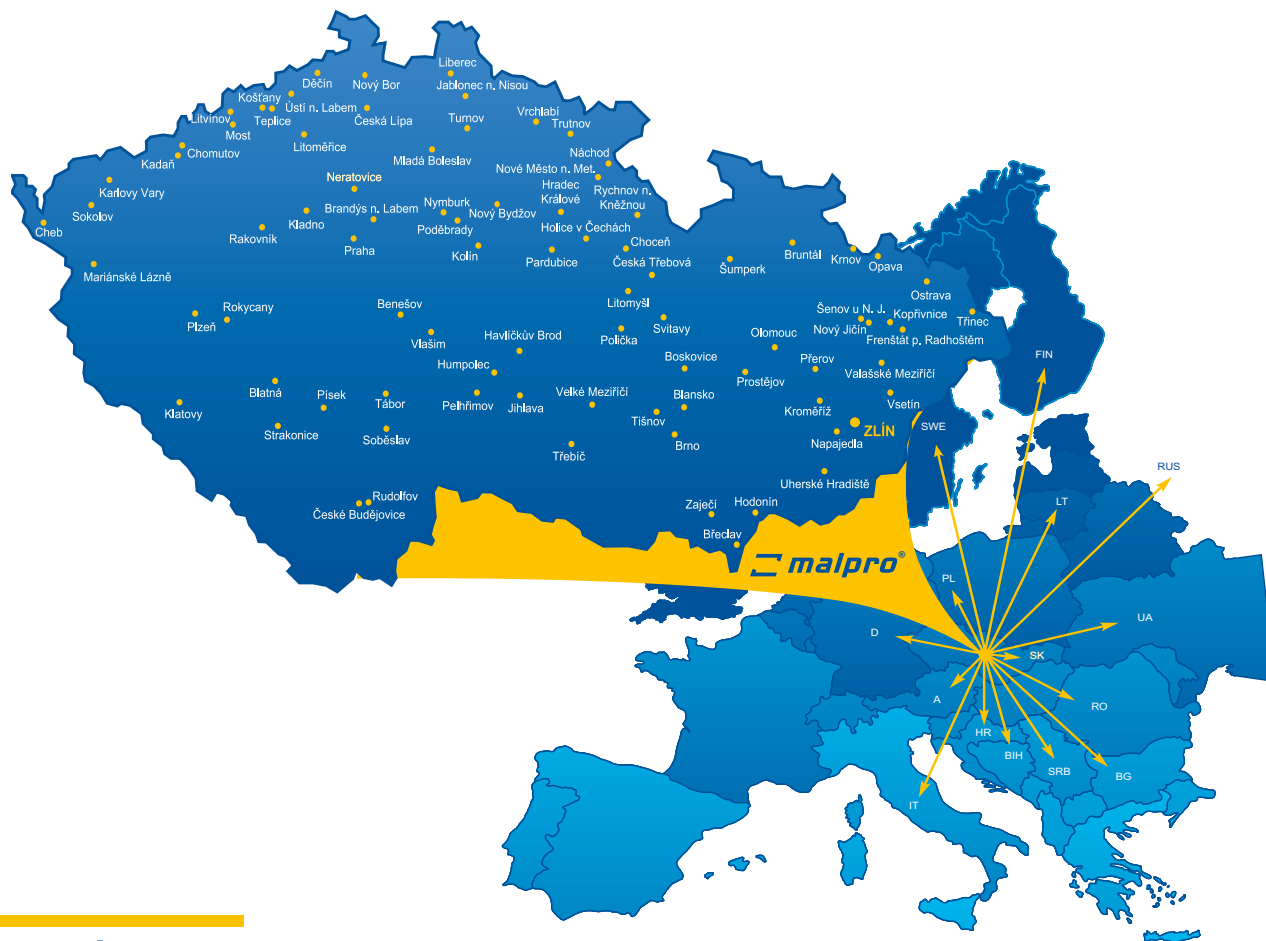 Liberec
Děčín
Nový Bor
Jablonec n. Nisou
Košťany
Ústí n. Labem
Litvínov
Teplice
Česká Lípa
Turnov
Vrchlabí
Trutnov
Most
Litoměřice
Chomutov
Kadaň
Mladá Boleslav
Náchod
Nové Město n. Met.
Neratovice
Karlovy Vary
Hradec
Králové
Rychnov n.
Kněžnou
Sokolov
Brandýs n. Labem
Nymburk
Nový Bydžov
Cheb
Kladno
Poděbrady
Holice v Čechách
Rakovník
Praha
Kolín
Pardubice
Choceň
Česká Třebová
Šumperk
Bruntál
Krnov
Opava
Mariánské Lázně
Ostrava
Rokycany
Plzeň
Benešov
Litomyšl
Šenov u N. J.
Kopřivnice
Třinec
Vlašim
Havlíčkův Brod
Polička
Svitavy
Olomouc
Nový Jičín
Frenštát p. Radhoštěm
Humpolec
Boskovice
Přerov
Valašské Meziříčí
Prostějov
FIN
Blatná
Písek
Tábor
Pelhřimov
Jihlava
Velké Meziříčí
Blansko
Klatovy
Tišnov
Kroměříž
Vsetín
Strakonice
Soběslav
Brno
ZLÍN
Napajedla
SWE
Třebíč
Uherské Hradiště
RUS
Rudolfov
České Budějovice
Zaječí
Hodonín
LT
Břeclav
malpro®
PL
D
UA
SK
A
RO
HR
BIH
SRB
BG
IT